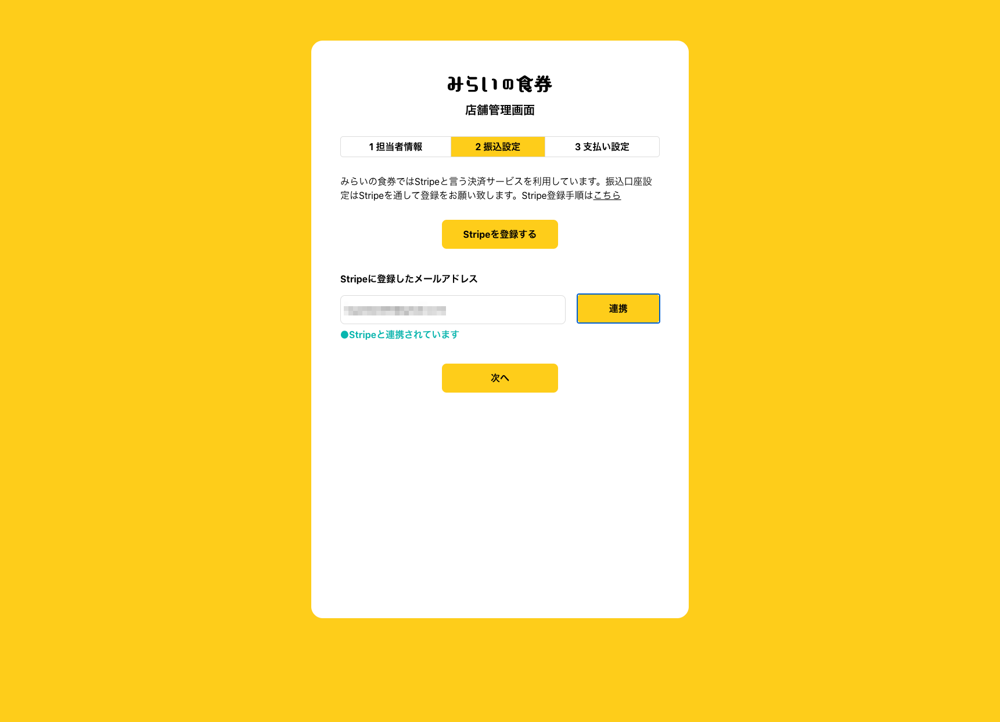 みらいの食券
店舗管理画面
1 担当者情報
2 振込設定
3 支払い設定
みらいの食券ではStripeと言う決済サービスを利用しています。振込口座設
定はStripeを通して登録をお願い致します。Stripe登録手順はこちら
Stripeを登録する
Stripeに登録したメールアドレス
連携
●Stripeと連携されています
次へ